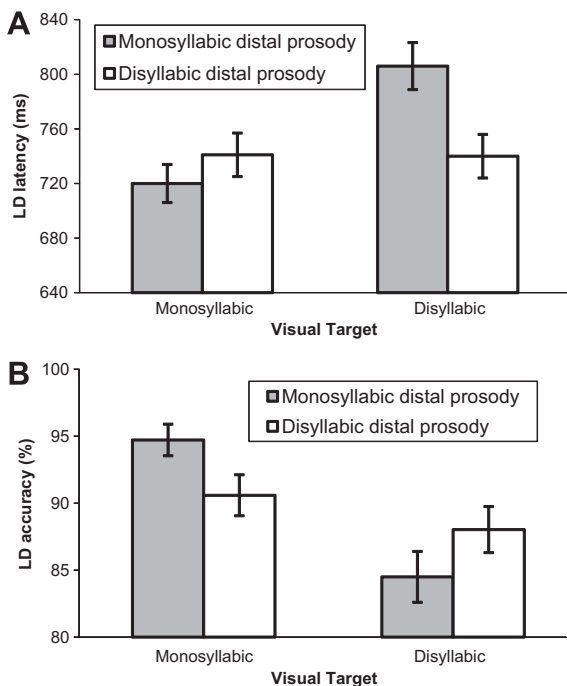 A
840
800
760
720
680
640
LD latency (ms)
Monosyllabic distal prosody
Disyllabic distal prosody
Monosyllabic
Disyllabic
Visual Target
B
100
95
90
85
80
LD accuracy (%)
Monosyllabic distal prosody
Disyllabic distal prosody
Monosyllabic
Disyllabic
Visual Target